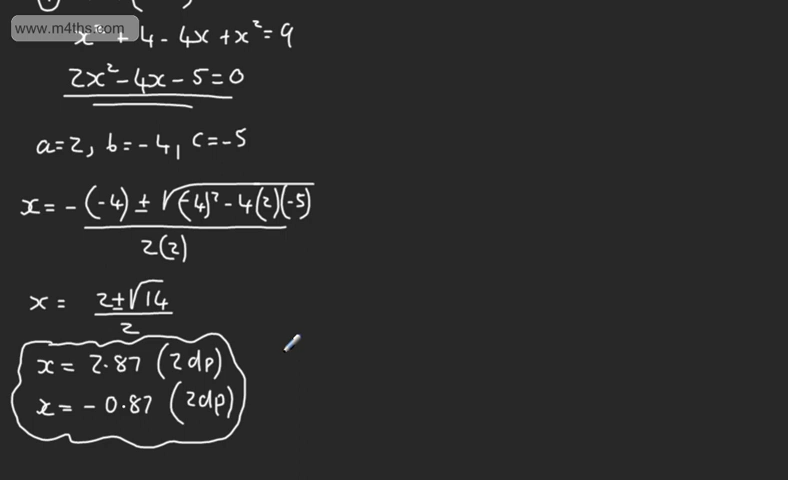 www.m4ths.com
x² + 4 - 4x + x² = 9
2x² - 4x - 5 = 0
a = 2, b = -4, c = -5
x = -(-4) ± √(-4)² - 4(2)(-5)
2(2)
x = 2 ± √14
2
x = 2.87 (2dp)
x = -0.87 (2dp)